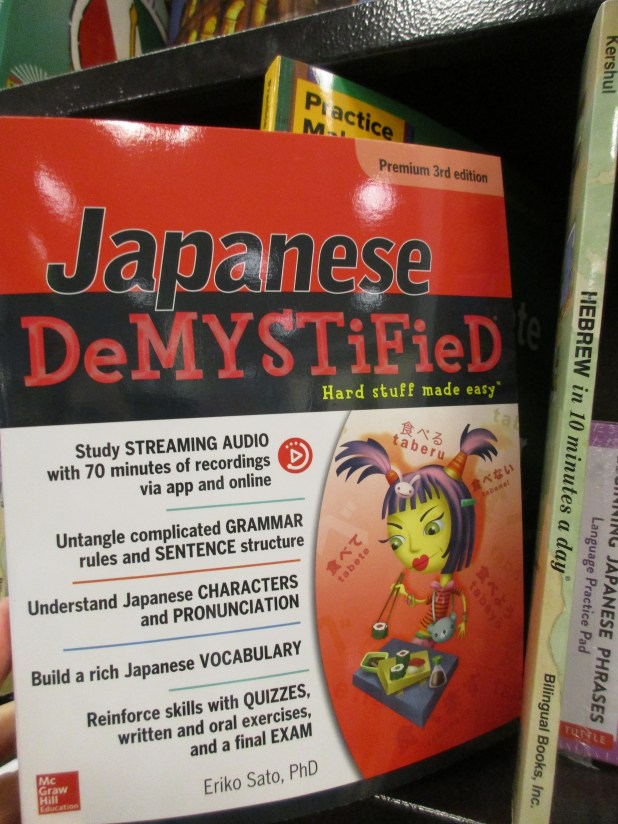 Practice
Premium 3rd edition
Japanese
DeMYSTiFieD
Hard stuff made easy™
Study STREAMING AUDIO
with 70 minutes of recordings
via app and online
Untangle complicated GRAMMAR
rules and SENTENCE structure
Understand Japanese CHARACTERS
and PRONUNCIATION
Build a rich Japanese VOCABULARY
Reinforce skills with QUIZZES,
written and oral exercises,
and a final EXAM
Eriko Sato, PhD
食べる
taberu
食べない
tabenai
食べて
tabete
Mc
Graw
Hill
Education
Kershul
HEBREW in 10 minutes a day®
Bilingual Books, Inc.
JAPANESE PHRASES
Language Practice Pad
TUTTLE